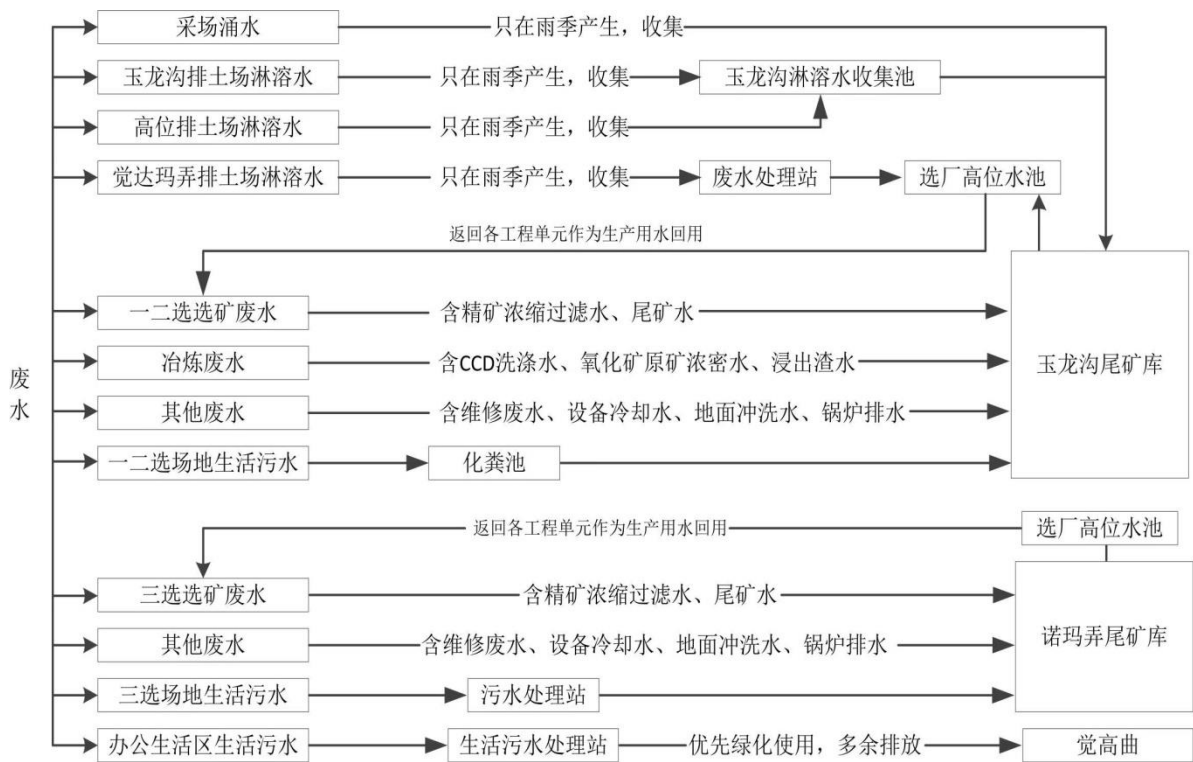 采场涌水
只在雨季产生，收集
玉龙沟排土场淋溶水
只在雨季产生，收集
玉龙沟淋溶水收集池
高位排土场淋溶水
只在雨季产生，收集
觉达玛弄排土场淋溶水
只在雨季产生，收集
废水处理站
选厂高位水池
返回各工程单元作为生产用水回用
一二选选矿废水
含精矿浓缩过滤水、尾矿水
冶炼废水
含CCD洗涤水、氧化矿原矿浓密水、浸出渣水
玉龙沟尾矿库
废
水
其他废水
含维修废水、设备冷却水、地面冲洗水、锅炉排水
一二选场地生活污水
化粪池
返回各工程单元作为生产用水回用
选厂高位水池
三选选矿废水
含精矿浓缩过滤水、尾矿水
其他废水
含维修废水、设备冷却水、地面冲洗水、锅炉排水
诺玛弄尾矿库
三选场地生活污水
污水处理站
办公生活区生活污水
生活污水处理站
优先绿化使用，多余排放
觉高曲